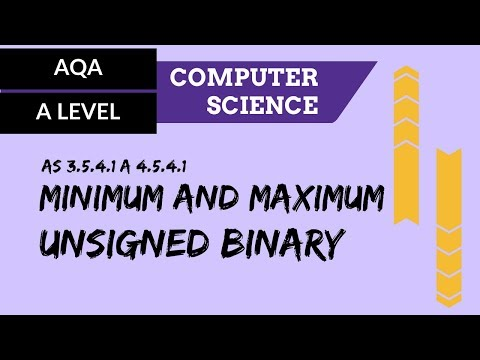 AQA
A LEVEL
COMPUTER
SCIENCE
AS 3.5.4.1 A 4.5.4.1
MINIMUM AND MAXIMUM
UNSIGNED BINARY